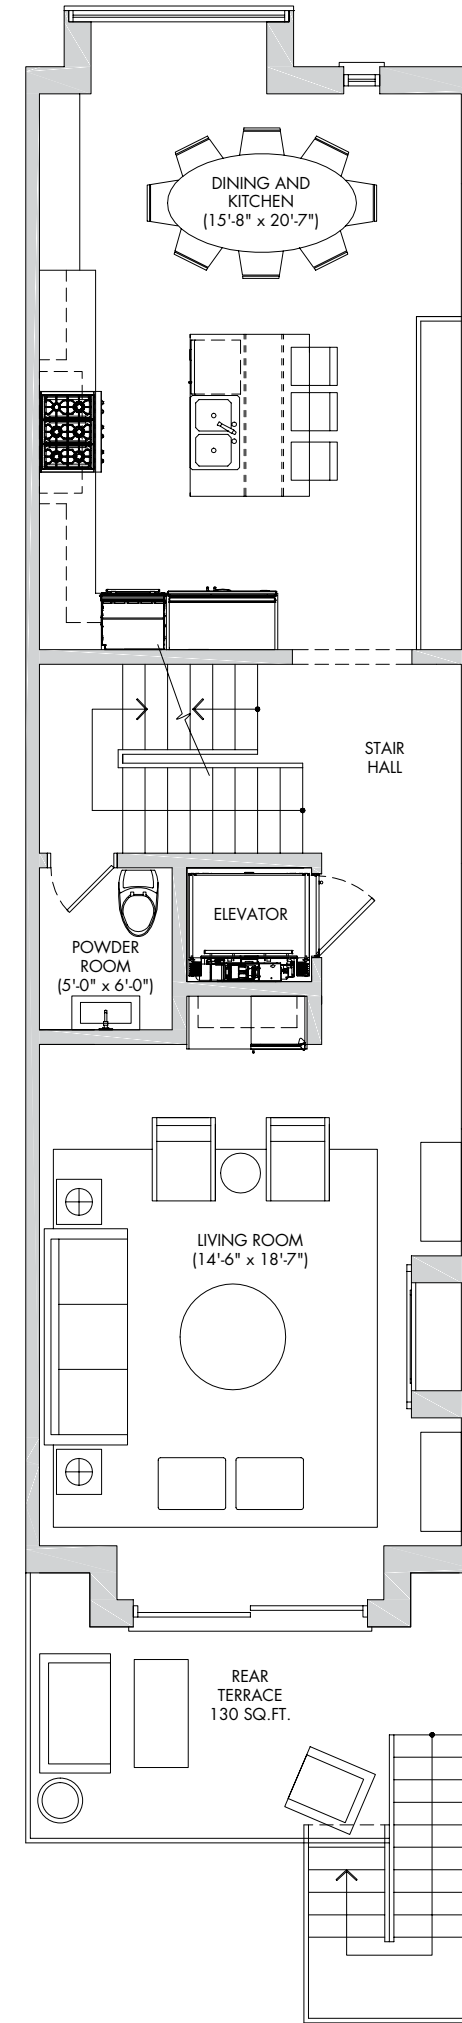 DINING AND
KITCHEN
(15'-8" x 20'-7")
STAIR
HALL
ELEVATOR
POWDER
ROOM
(5'-0" x 6'-0")
LIVING ROOM
(14'-6" x 18'-7")
REAR
TERRACE
130 SQ.FT.